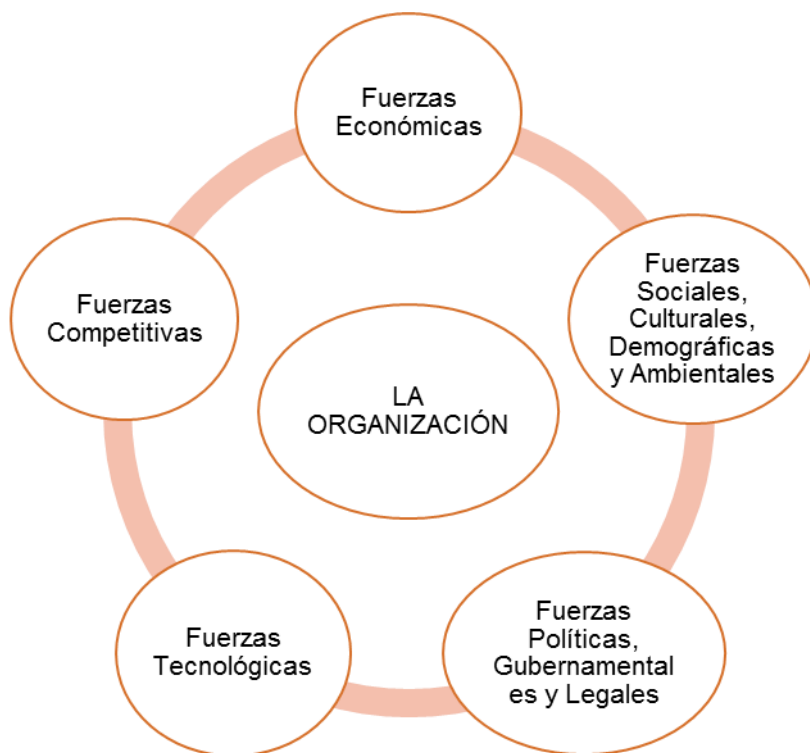 Fuerzas
Económicas
Fuerzas
Sociales,
Culturales,
Demográficas
y Ambientales
Fuerzas
Políticas,
Gubernamental
es y Legales
Fuerzas
Tecnológicas
Fuerzas
Competitivas
LA
ORGANIZACIÓN